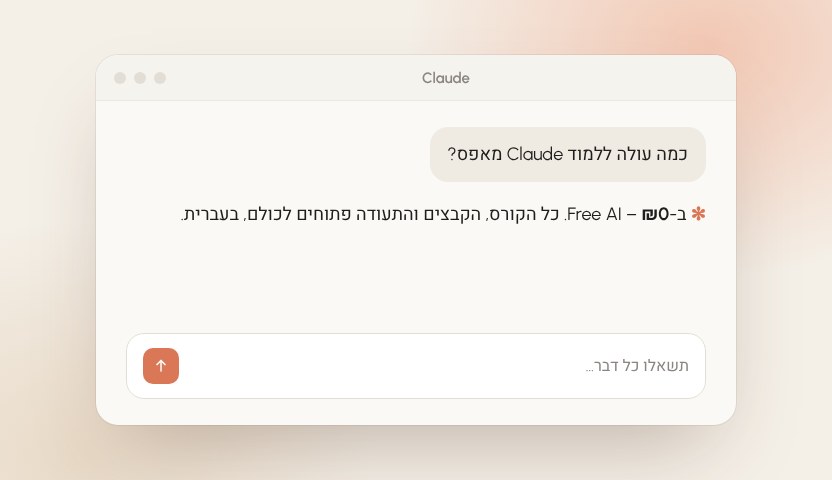 Claude
כמה עולה ללמוד Claude מאפס?
ב-₪0 – Free AI. כל הקורס, הקבצים והתעודה פתוחים לכולם, בעברית.
תשאלו כל דבר...